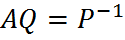 AQ = P⁻¹